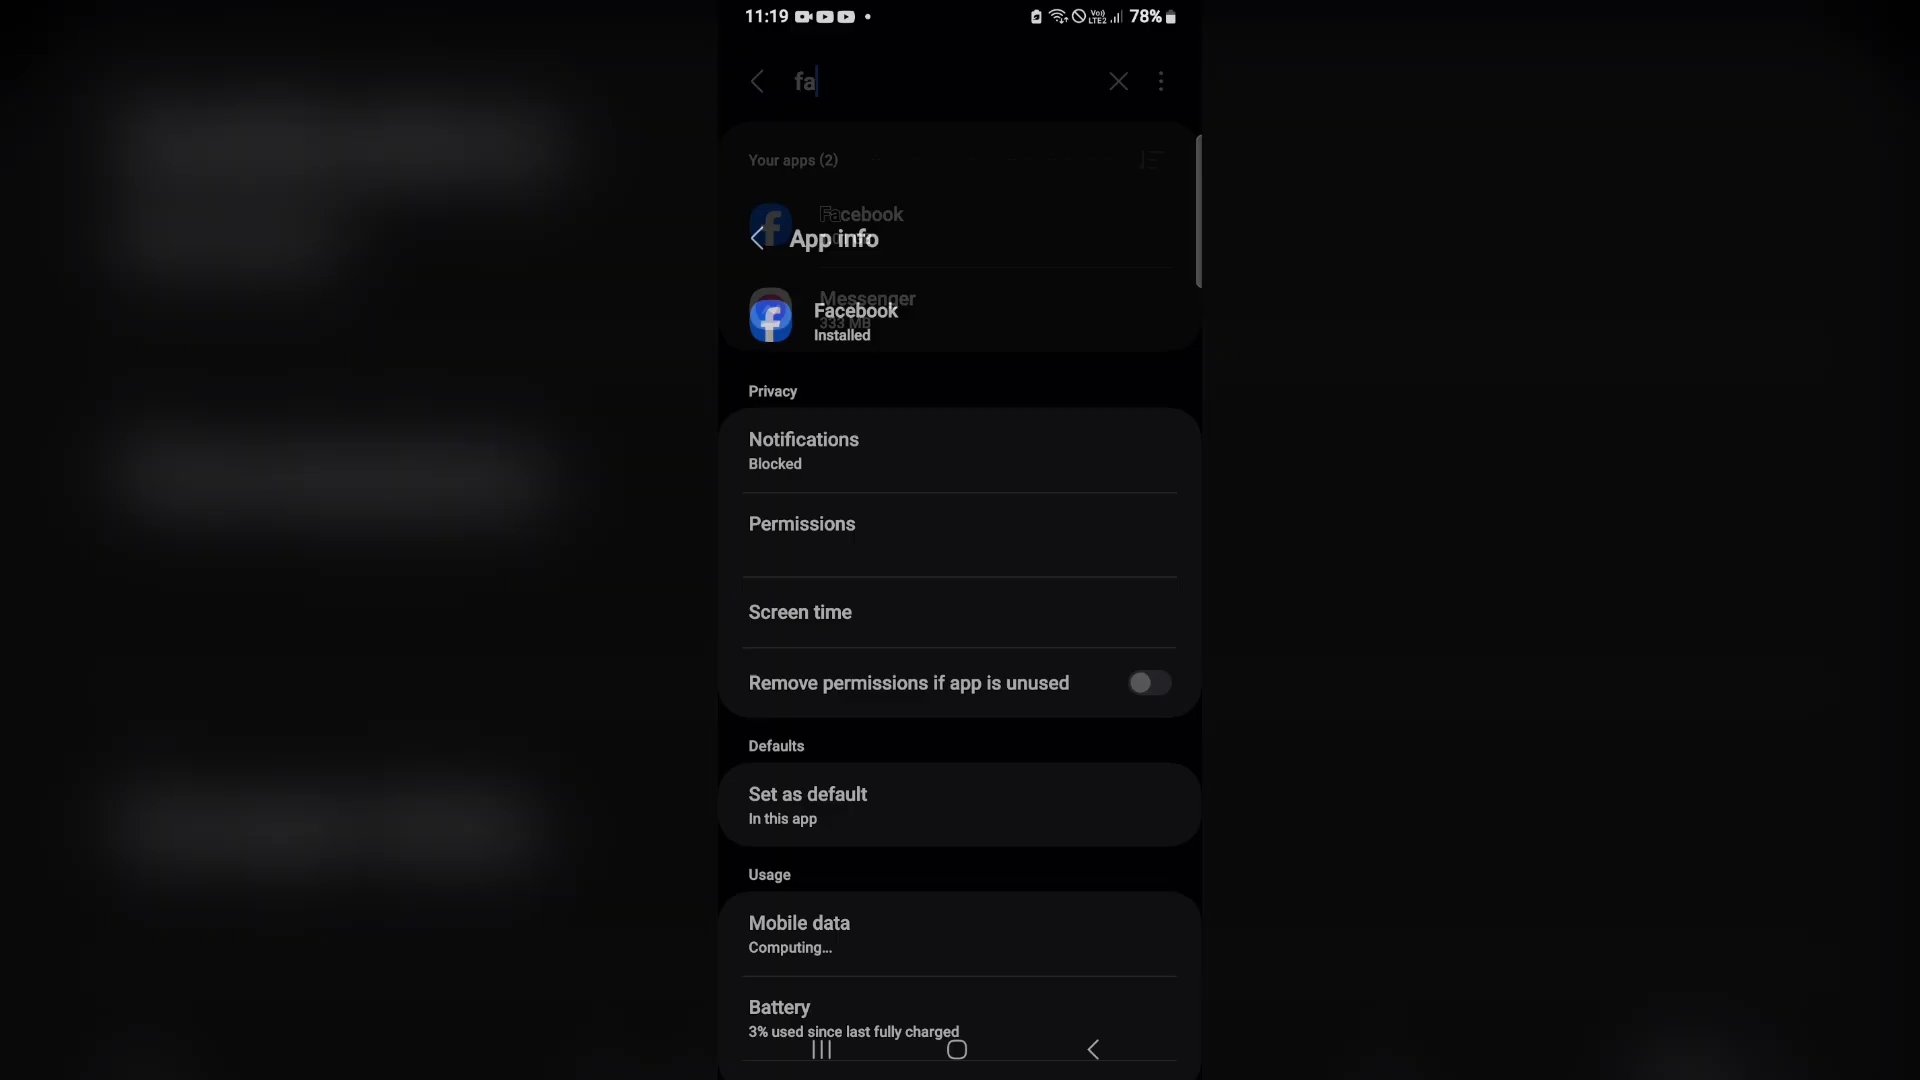 11:19 78%
fa
Your apps (2)
Facebook
App info
Messenger
333 MB
Facebook
Installed
Privacy
Notifications
Blocked
Permissions
Screen time
Remove permissions if app is unused
Defaults
Set as default
In this app
Usage
Mobile data
Computing...
Battery
3% used since last fully charged